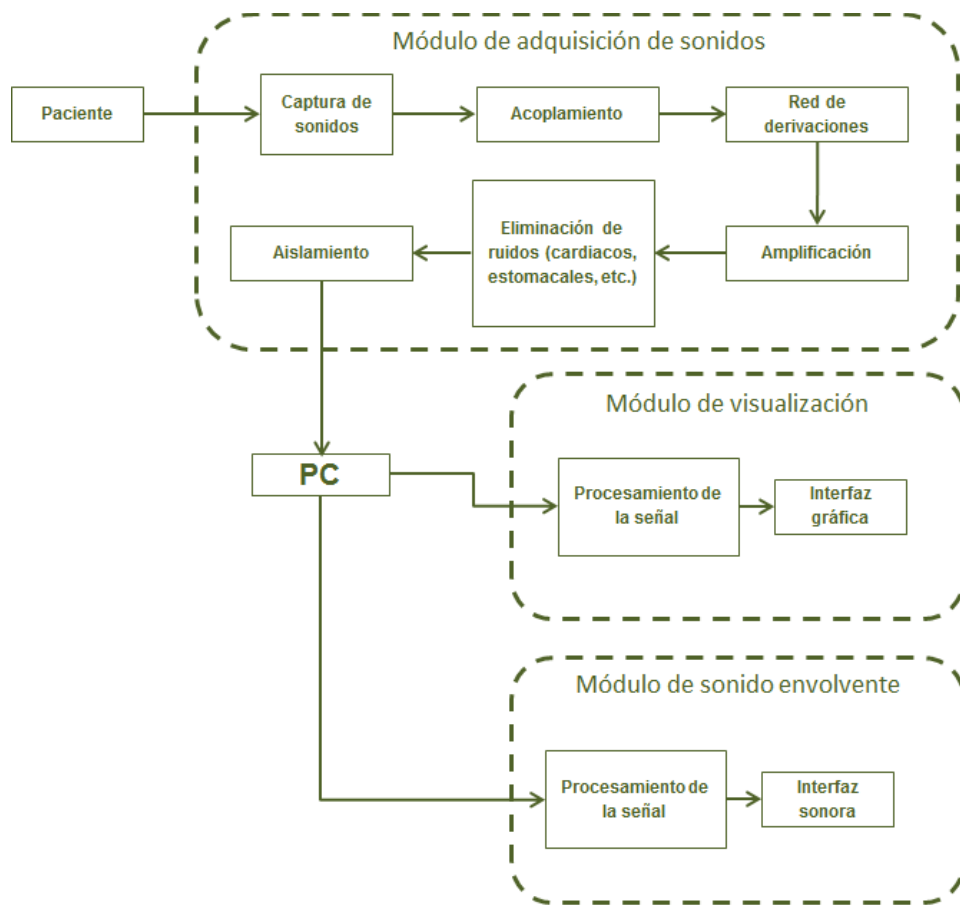 Módulo de adquisición de sonidos
Paciente
Captura de
sonidos
Acoplamiento
Red de
derivaciones
Aislamiento
Eliminación de
ruidos (cardiacos,
estomacales, etc.)
Amplificación
PC
Módulo de visualización
Procesamiento de
la señal
Interfaz
gráfica
Módulo de sonido envolvente
Procesamiento de
la señal
Interfaz
sonora